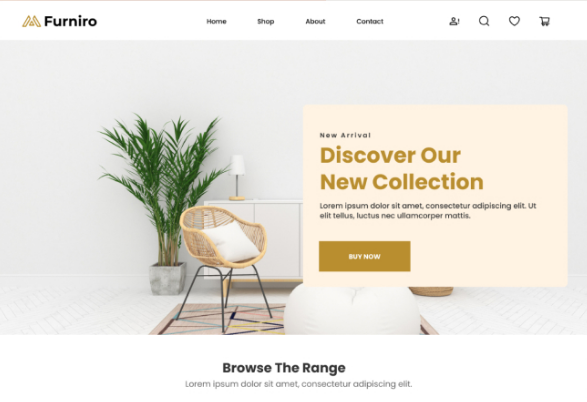 Furniro
Home
Shop
About
Contact
New Arrival
Discover Our
New Collection
Lorem ipsum dolor sit amet, consectetur adipiscing elit. Ut
elit tellus, luctus nec ullamcorper mattis.
BUY NOW
Browse The Range
Lorem ipsum dolor sit amet, consectetur adipiscing elit.